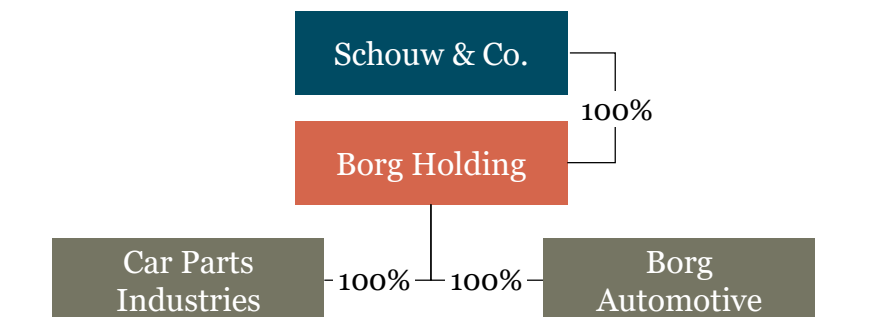 Schouw & Co.
100%
Borg Holding
Car Parts
Industries
100%
100%
Borg
Automotive